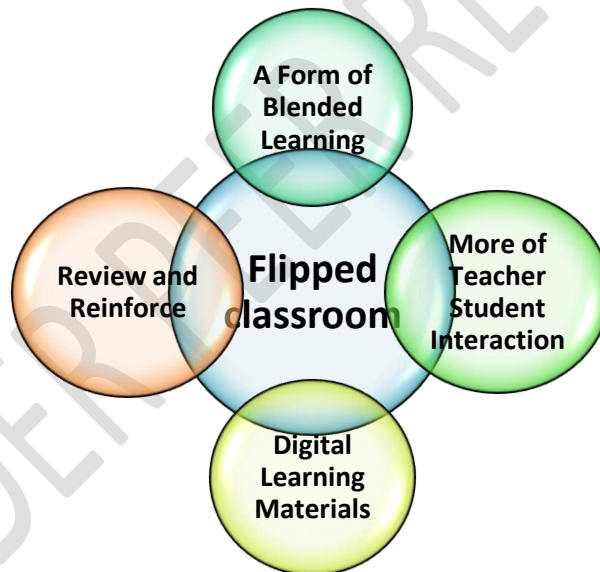 A Form of
Blended
Learning
Review and
Reinforce
Flipped
classroom
More of
Teacher
Student
Interaction
Digital
Learning
Materials